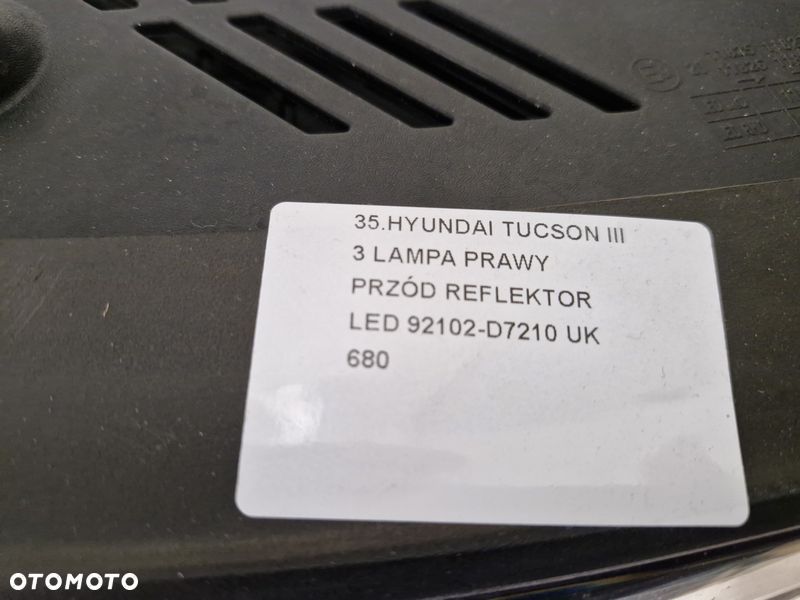 35.HYUNDAI TUCSON III
3 LAMPA PRAWY
PRZÓD REFLEKTOR
LED 92102-D7210 UK
680
OTOMOTO